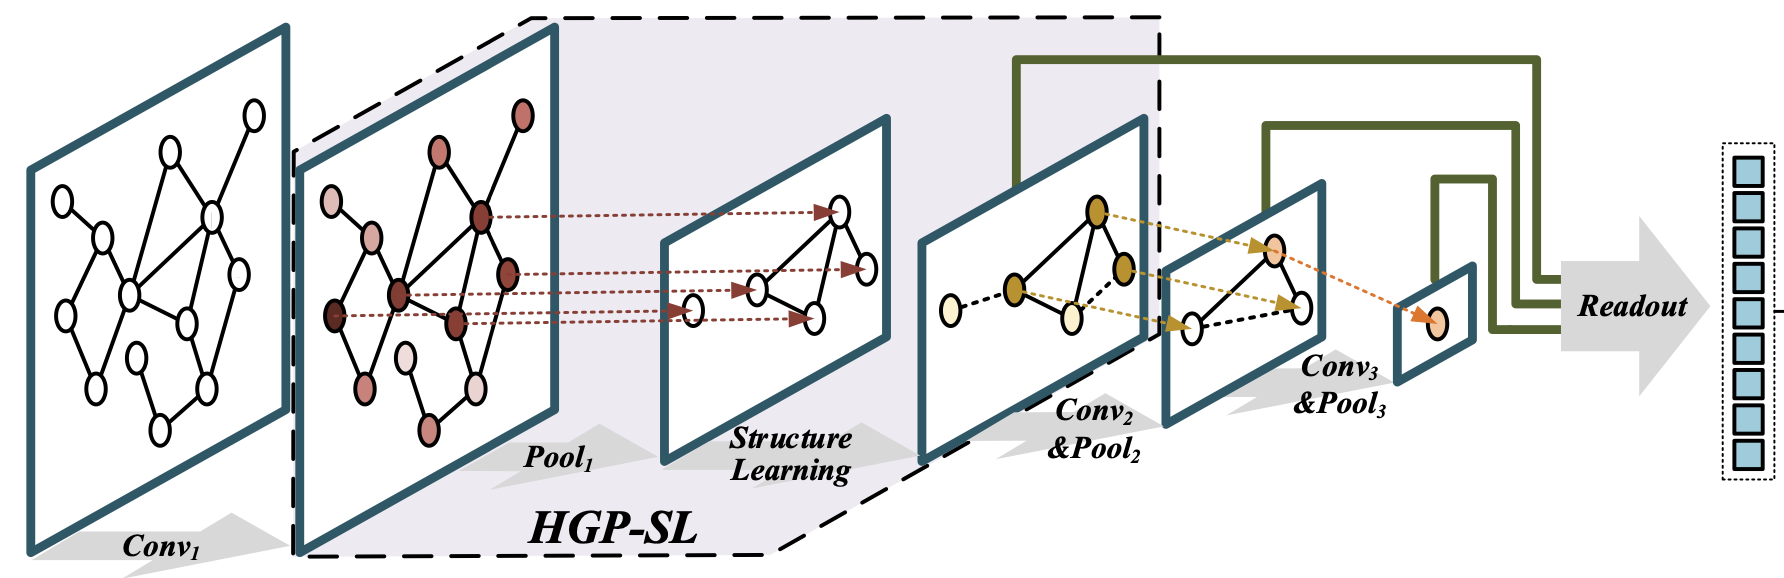 Conv1
Pool1
Structure
Learning
HGP-SL
Conv2
&Pool2
Conv3
&Pool3
Readout